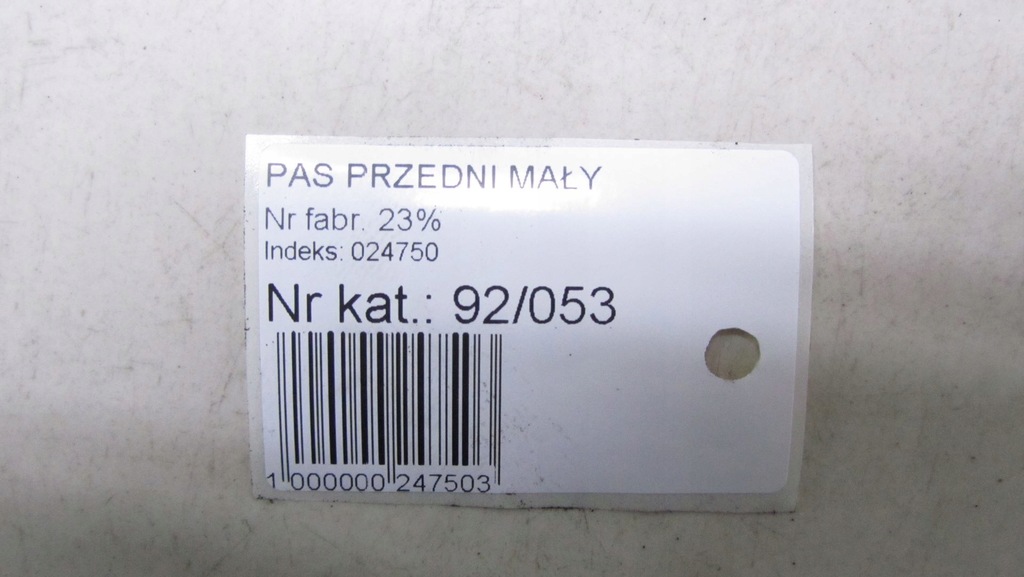 PAS PRZEDNI MAŁY
Nr fabr. 23%
Indeks: 024750
Nr kat.: 92/053
1 000000 247503